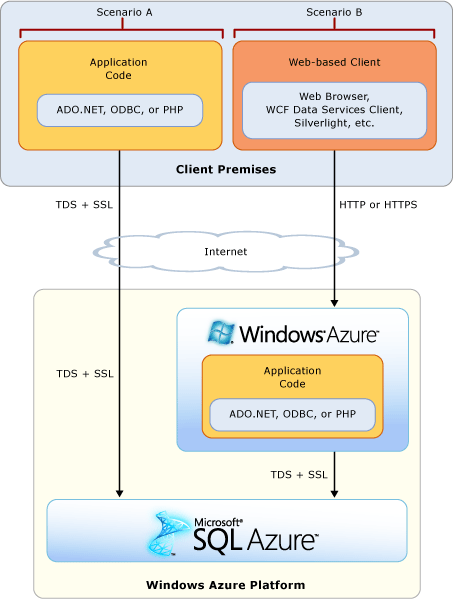 Scenario A
Scenario B
Application
Code
ADO.NET, ODBC, or PHP
Web-based Client
Web Browser,
WCF Data Services Client,
Silverlight, etc.
Client Premises
TDS + SSL
HTTP or HTTPS
Internet
Windows Azure™
TDS + SSL
Application
Code
ADO.NET, ODBC, or PHP
TDS + SSL
Microsoft®
SQL Azure™
Windows Azure Platform